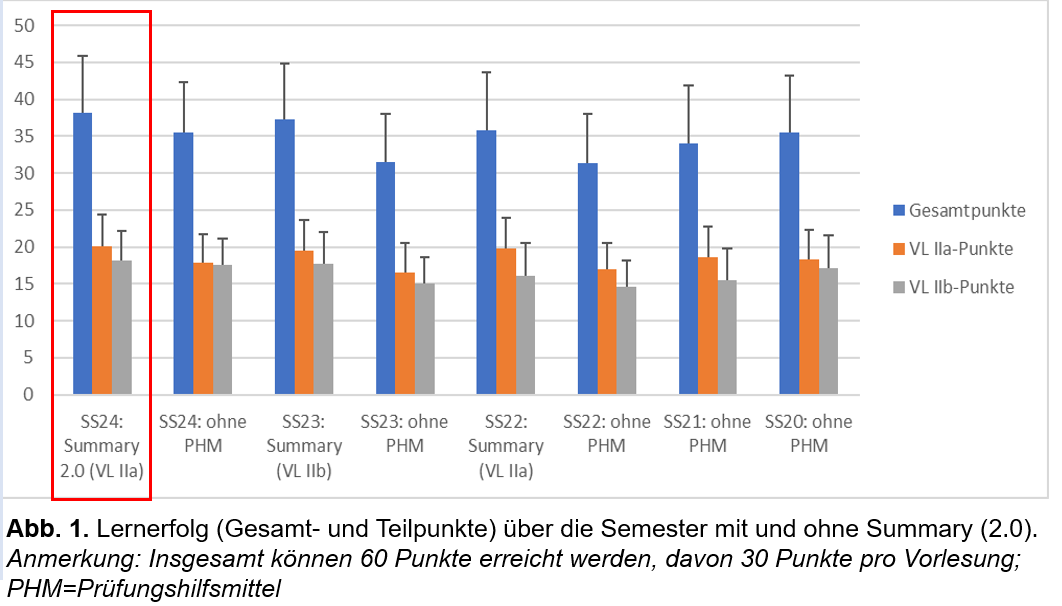 50
45
40
35
30
25
20
15
10
5
0
SS24:
Summary
2.0 (VL IIa)
SS24: ohne
PHM
SS23:
Summary
(VL IIb)
SS23: ohne
PHM
SS22:
Summary
(VL IIa)
SS22: ohne
PHM
SS21: ohne
PHM
SS20: ohne
PHM
Gesamtpunkte
VL IIa-Punkte
VL IIb-Punkte
Abb. 1. Lernerfolg (Gesamt- und Teilpunkte) über die Semester mit und ohne Summary (2.0).
Anmerkung: Insgesamt können 60 Punkte erreicht werden, davon 30 Punkte pro Vorlesung;
PHM=Prüfungshilfsmittel